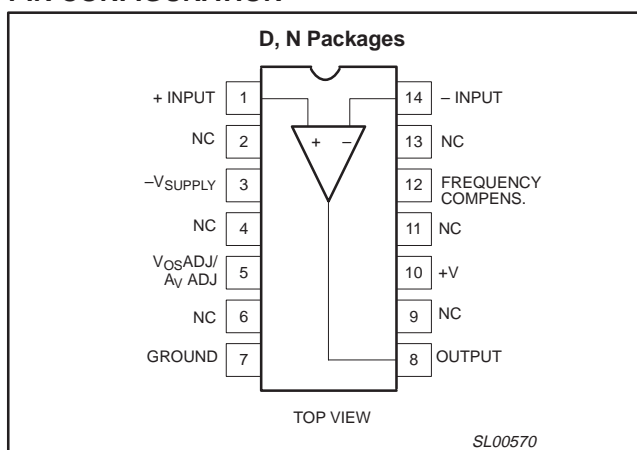 D, N Packages
+ INPUT 1
14 – INPUT
NC 2
13 NC
+ –
–VSUPPLY 3
12 FREQUENCY COMPENS.
NC 4
11 NC
VOSADJ/
AV ADJ 5
10 +V
NC 6
9 NC
GROUND 7
8 OUTPUT
TOP VIEW
SL00570